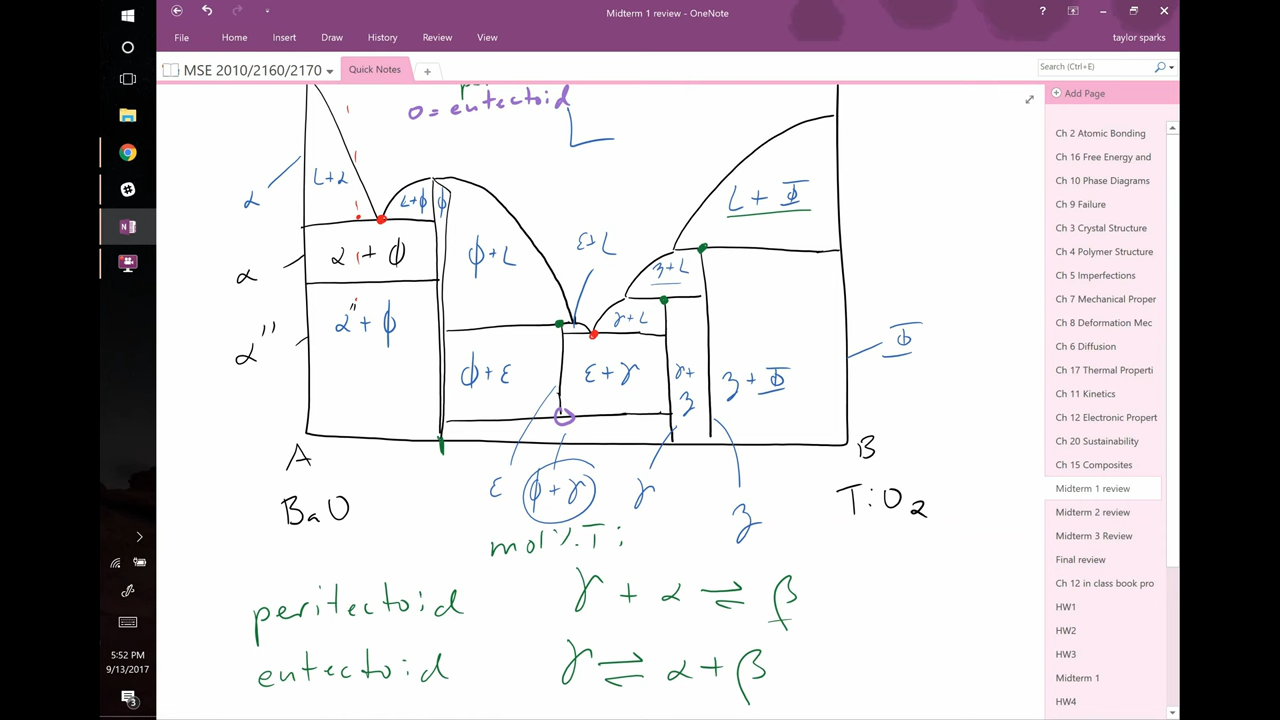 Midterm 1 review - OneNote
?
File Home Insert Draw History Review View
taylor sparks
MSE 2010/2160/2170
Quick Notes
+
Search (Ctrl+E)
Add Page
o = entectoid
L
α
L+α
L+ϕ
ϕ
ϕ+L
ε+L
L + Φ
α
α + ϕ
ʒ+L
α"
α" + ϕ
γ+L
ϕ+ε
ε+γ
γ+
ʒ
ʒ + Φ
Φ
A
B
ε
ϕ + γ
γ
ʒ
BaO
TiO2
mol%Ti
peritectoid γ + α ⇌ β
entectoid γ ⇌ α + β
Ch 2 Atomic Bonding
Ch 16 Free Energy and
Ch 10 Phase Diagrams
Ch 9 Failure
Ch 3 Crystal Structure
Ch 4 Polymer Structure
Ch 5 Imperfections
Ch 7 Mechanical Proper
Ch 8 Deformation Mec
Ch 6 Diffusion
Ch 17 Thermal Properti
Ch 11 Kinetics
Ch 12 Electronic Propert
Ch 20 Sustainability
Ch 15 Composites
Midterm 1 review
Midterm 2 review
Midterm 3 Review
Final review
Ch 12 in class book pro
HW1
HW2
HW3
Midterm 1
HW4
5:52 PM
9/13/2017
3